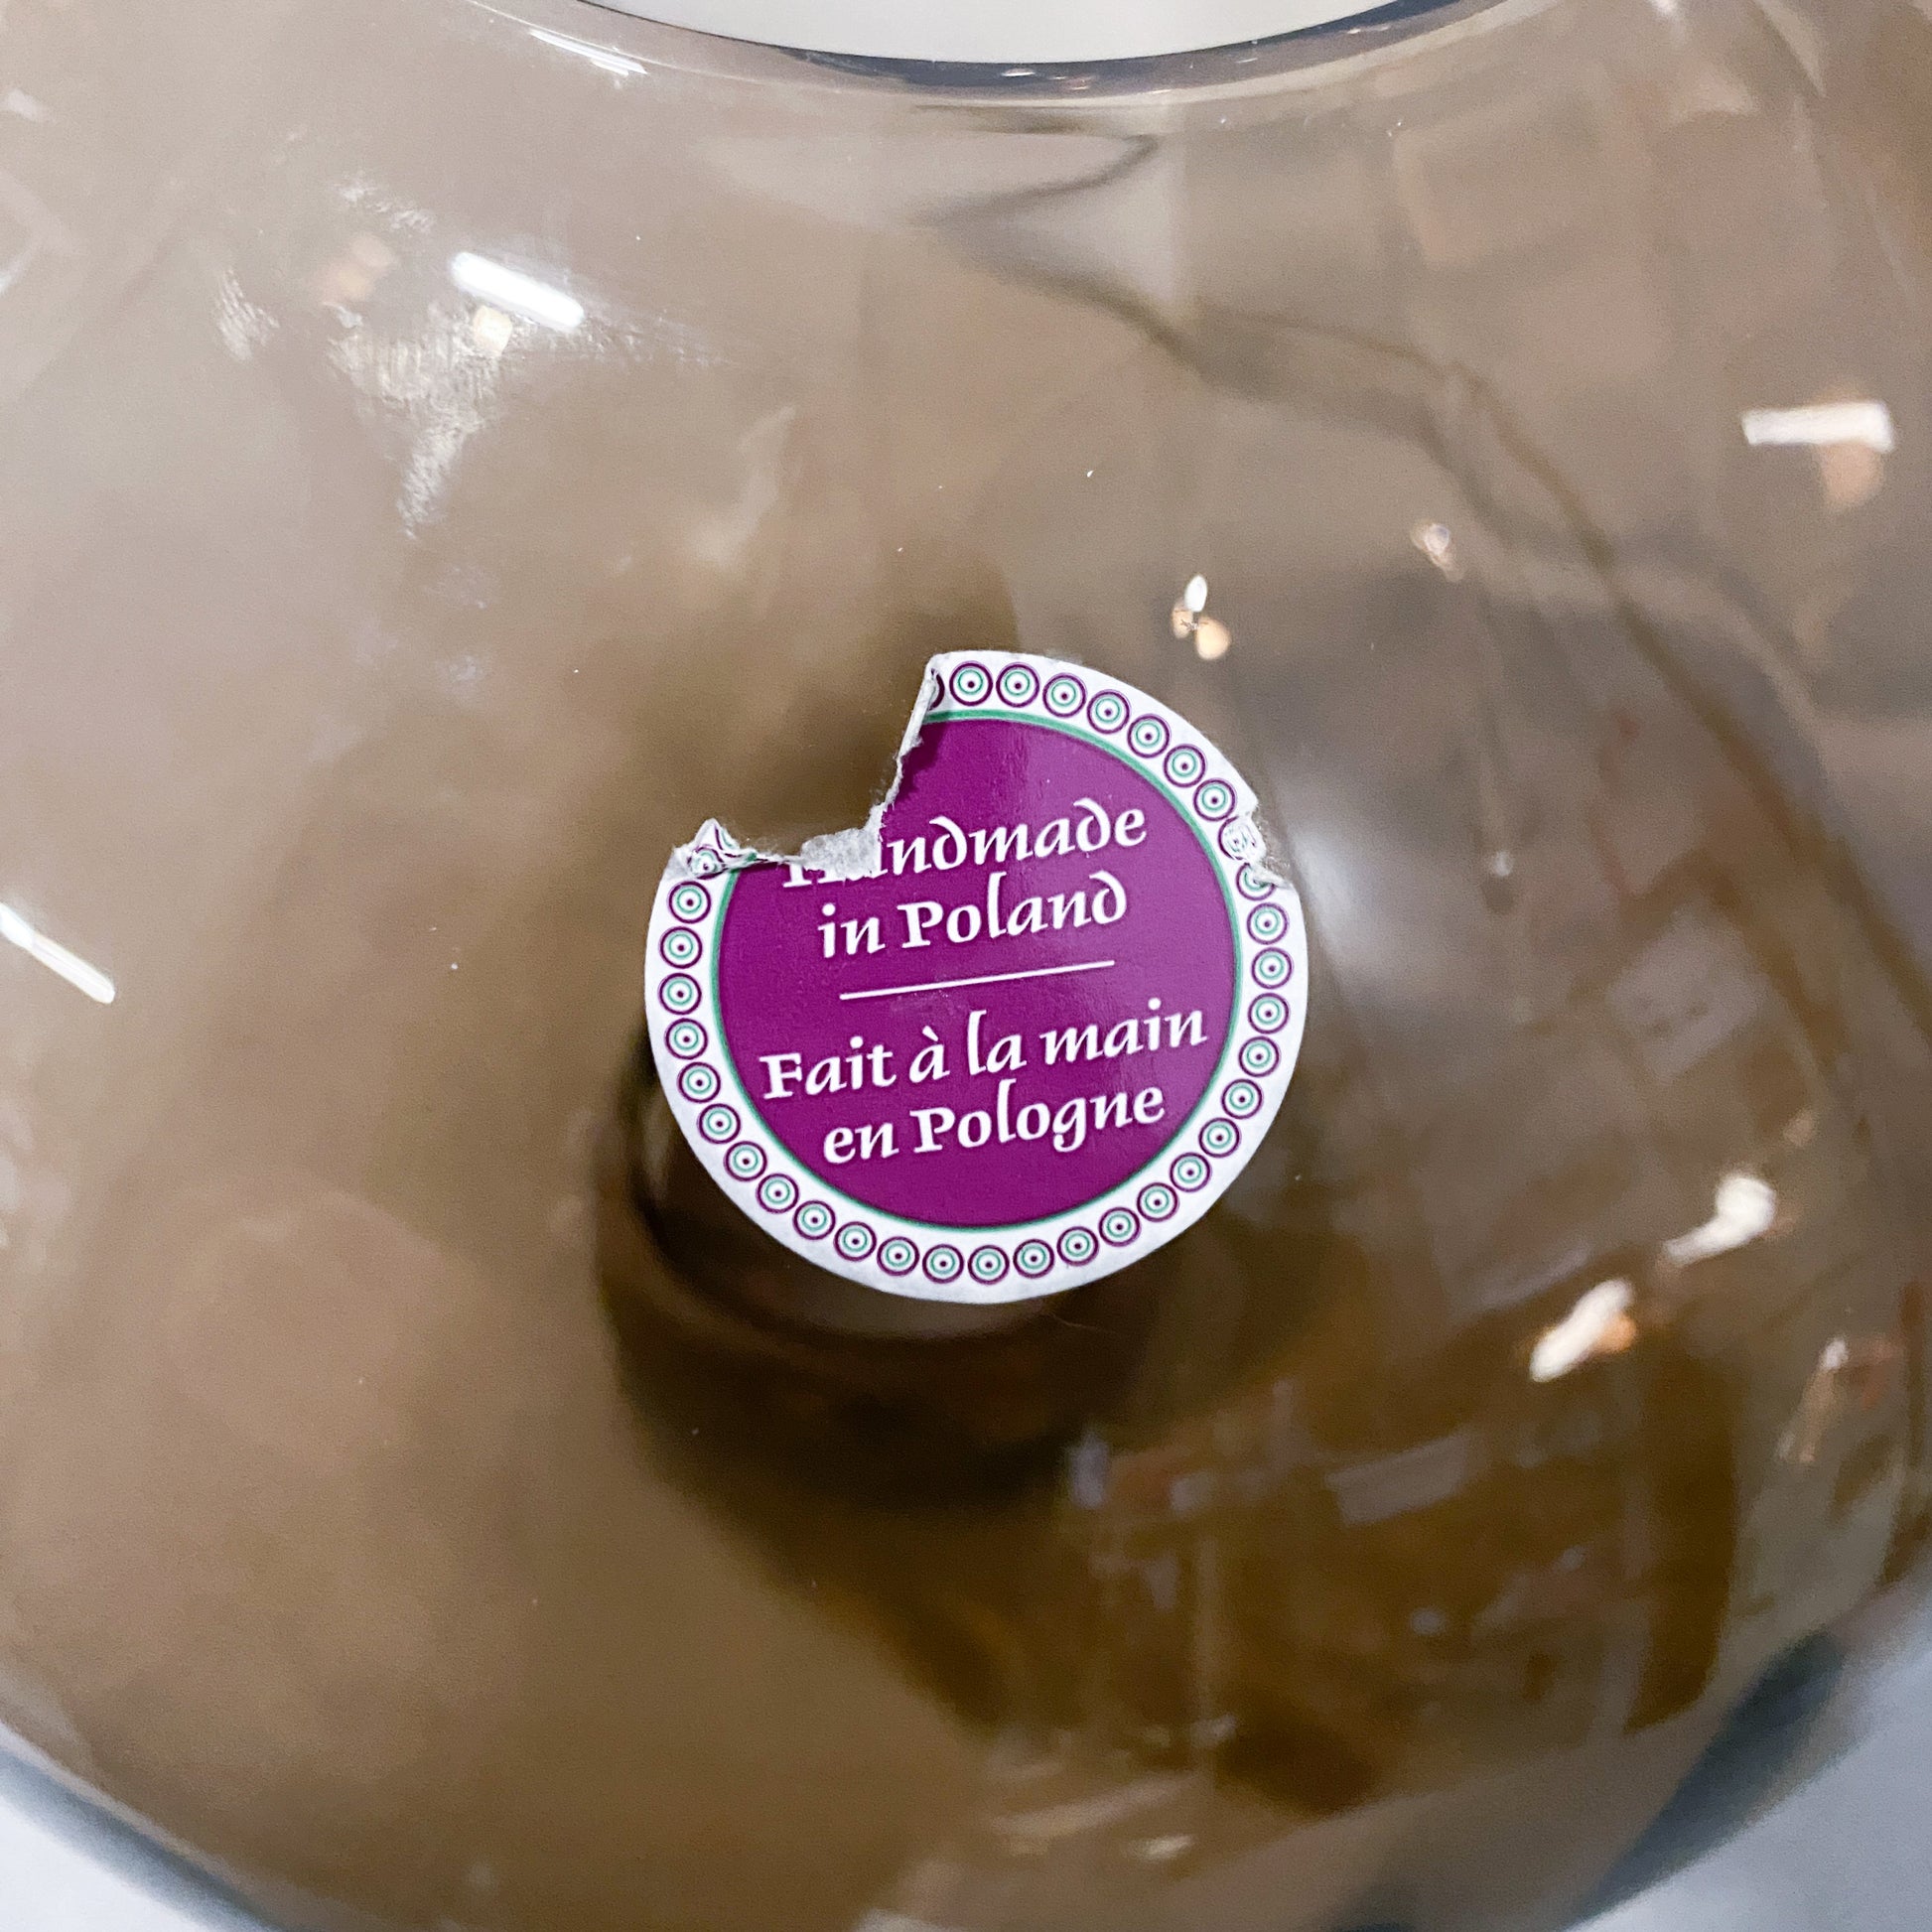 Handmade
in Poland
Fait à la main
en Pologne